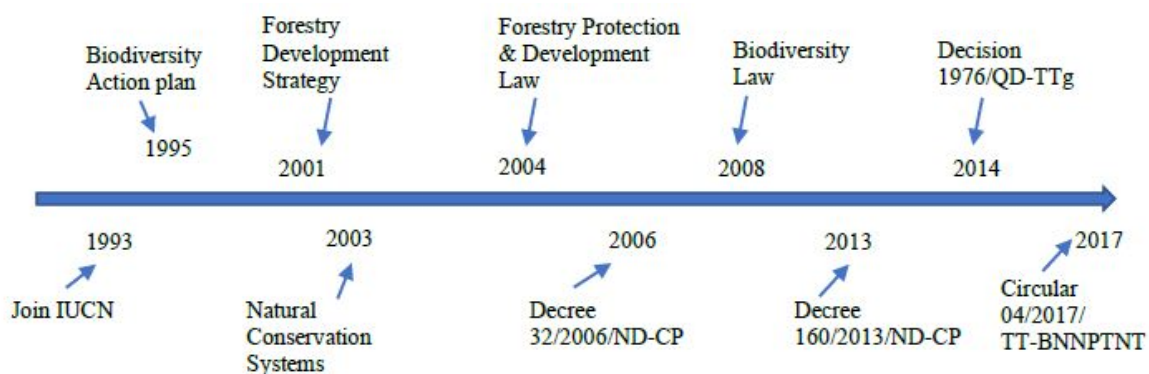 Biodiversity
Action plan
Forestry
Development
Strategy
Forestry Protection
& Development
Law
Biodiversity
Law
Decision
1976/QD-TTg
1995
2001
2004
2008
2014
1993
2003
2006
2013
2017
Join IUCN
Natural
Conservation
Systems
Decree
32/2006/ND-CP
Decree
160/2013/ND-CP
Circular
04/2017/
TT-BNNPTNT